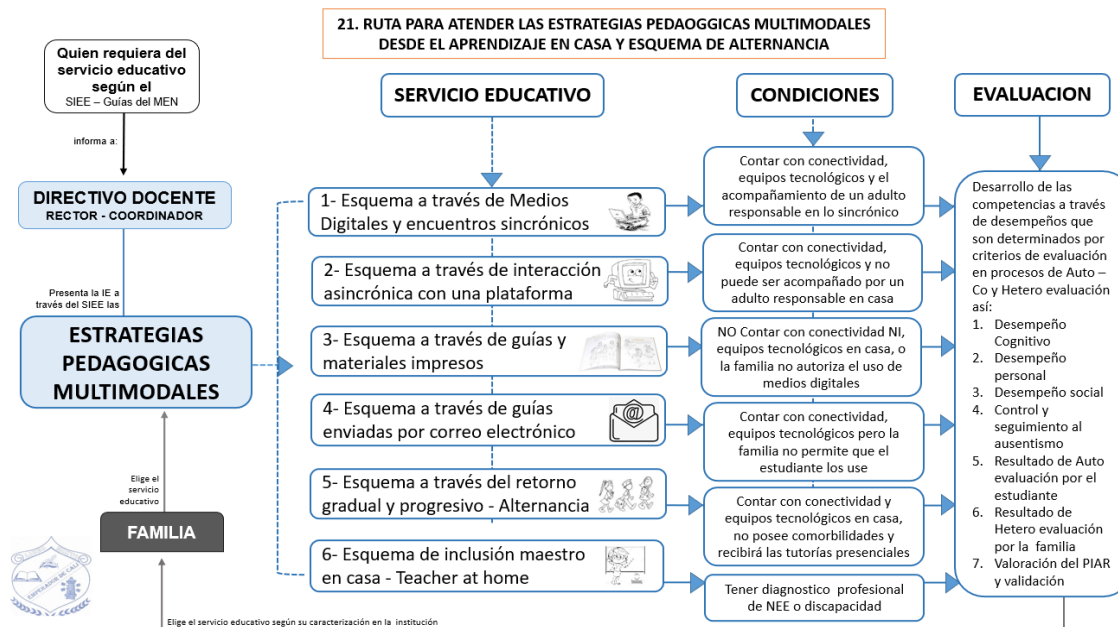 21. RUTA PARA ATENDER LAS ESTRATEGIAS PEDAOGGICAS MULTIMODALES
DESDE EL APRENDIZAJE EN CASA Y ESQUEMA DE ALTERNANCIA
Quien requiera del
servicio educativo
según el
SIEE – Guías del MEN
informa a:
DIRECTIVO DOCENTE
RECTOR - COORDINADOR
Presenta la IE a
través del SIEE las
ESTRATEGIAS
PEDAGOGICAS
MULTIMODALES
Elige el
servicio
educativo
FAMILIA
Elige el servicio educativo según su caracterización en la institución
SERVICIO EDUCATIVO
1- Esquema a través de Medios
Digitales y encuentros sincrónicos
2- Esquema a través de interacción
asincrónica con una plataforma
3- Esquema a través de guías y
materiales impresos
4- Esquema a través de guías
enviadas por correo electrónico
5- Esquema a través del retorno
gradual y progresivo - Alternancia
6- Esquema de inclusión maestro
en casa - Teacher at home
CONDICIONES
Contar con conectividad,
equipos tecnológicos y el
acompañamiento de un adulto
responsable en lo sincrónico
Contar con conectividad,
equipos tecnológicos y no
puede ser acompañado por un
adulto responsable en casa
NO Contar con conectividad NI,
equipos tecnológicos en casa, o
la familia no autoriza el uso de
medios digitales
Contar con conectividad,
equipos tecnológicos pero la
familia no permite que el
estudiante los use
Contar con conectividad y
equipos tecnológicos en casa,
no posee comorbilidades y
recibirá las tutorías presenciales
Tener diagnostico profesional
de NEE o discapacidad
EVALUACION
Desarrollo de las
competencias a través
de desempeños que
son determinados por
criterios de evaluación
en procesos de Auto –
Co y Hetero evaluación
así:
1. Desempeño
Cognitivo
2. Desempeño
personal
3. Desempeño social
4. Control y
seguimiento al
ausentismo
5. Resultado de Auto
evaluación por el
estudiante
6. Resultado de
Hetero evaluación
por la familia
7. Valoración del PIAR
y validación